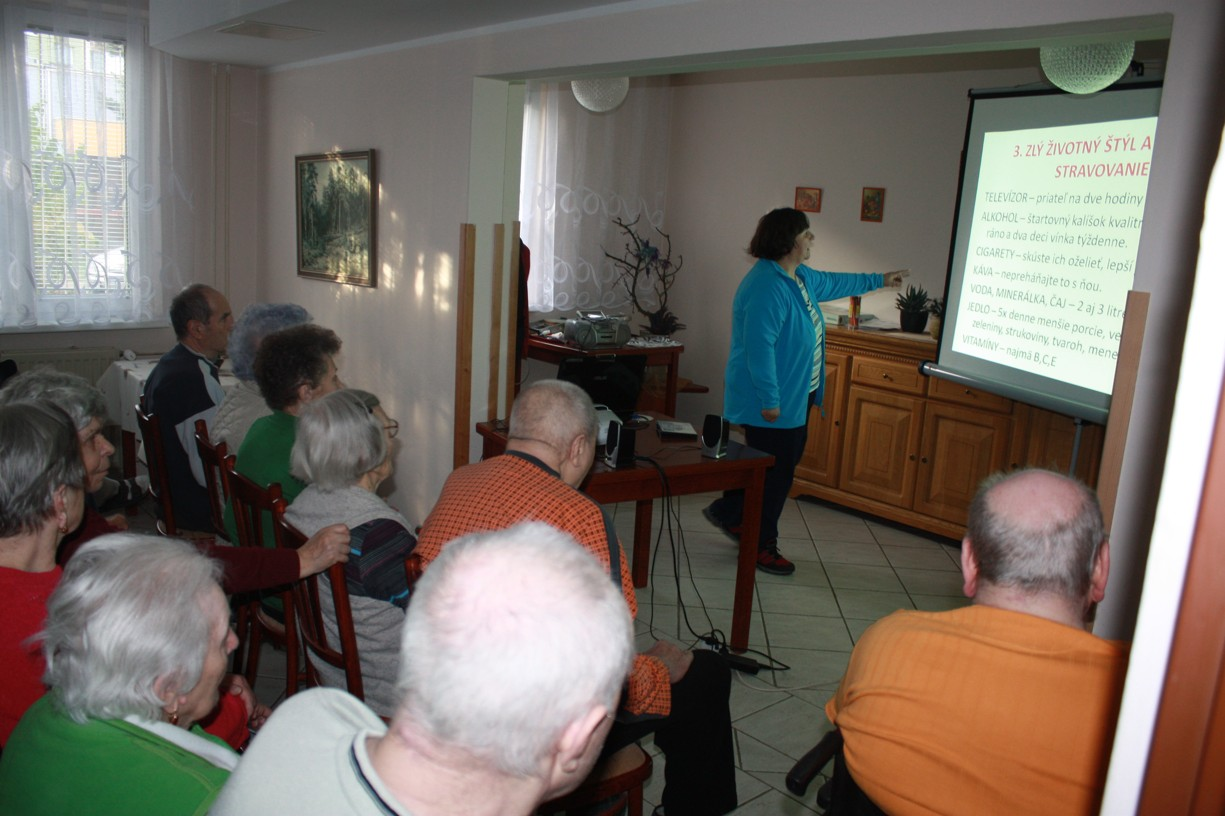 3. ZLÝ ŽIVOTNÝ ŠTÝL A
STRAVOVANIE
TELEVÍZOR – priateľ na dve hodiny
ALKOHOL – štartovný kalíšok kvalitn
ráno a dva deci vínka týždenne.
CIGARETY – skúste ich oželieť, lepší
KÁVA – nepreháňajte to s ňou.
VODA, MINERÁLKA, ČAJ – 2 aj 3 litre
JEDLO – 5x denne menšie porcie, ve
zeleniny, strukoviny, tvaroh, mene
VITAMÍNY – najmä B,C,E